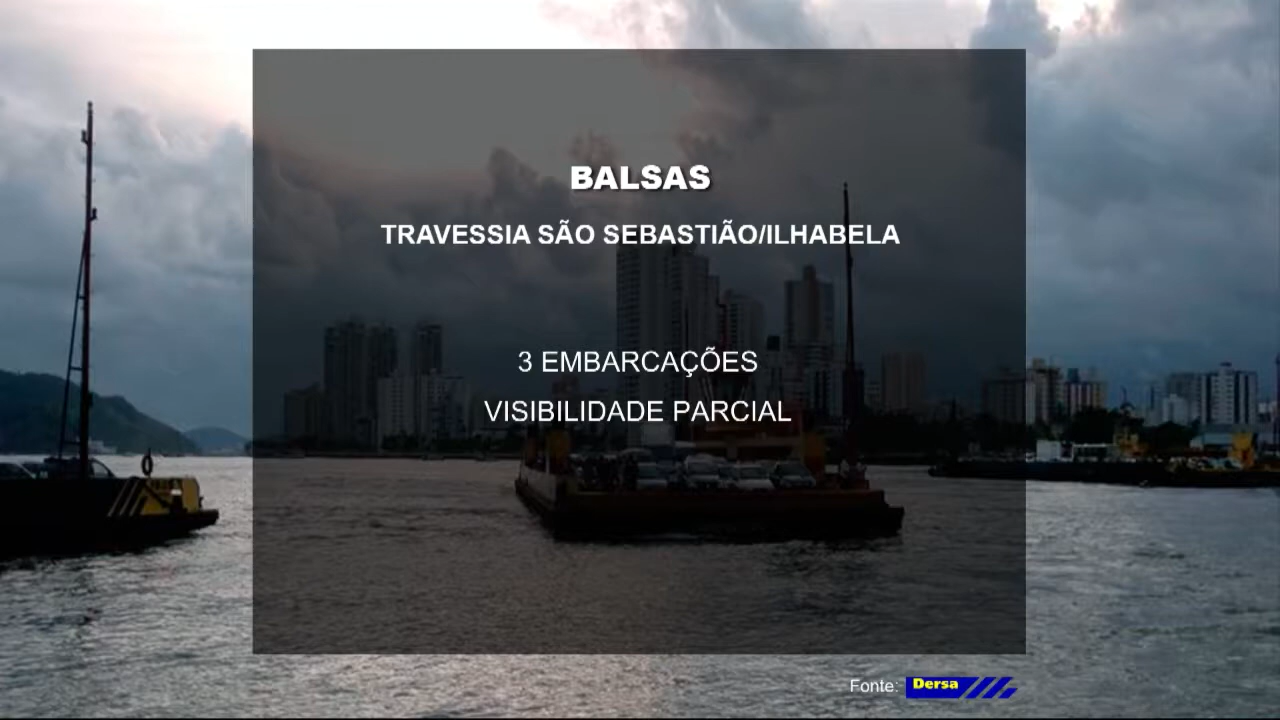 BALSAS
TRAVESSIA SÃO SEBASTIÃO/ILHABELA
3 EMBARCAÇÕES
VISIBILIDADE PARCIAL
Fonte: Dersa